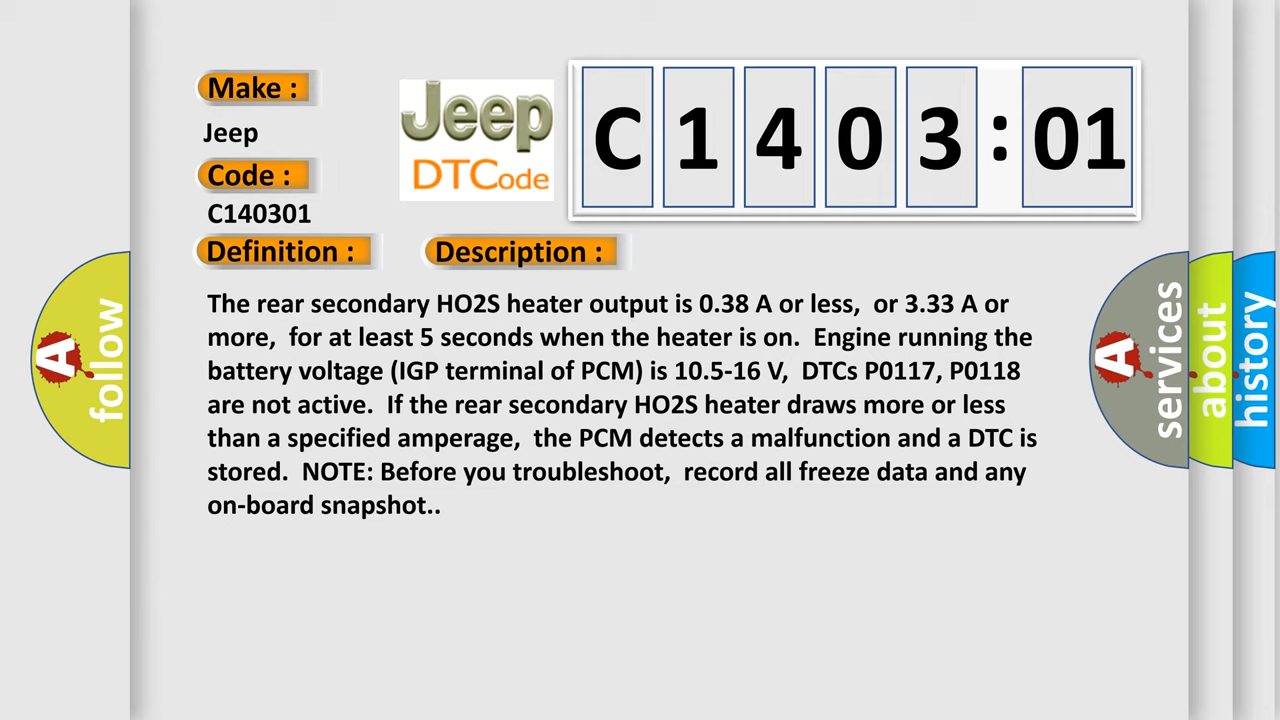 Make :
Jeep
Code :
C140301
Jeep
DTCode
C1403:01
Definition :
Description :
The rear secondary HO2S heater output is 0.38 A or less, or 3.33 A or
more, for at least 5 seconds when the heater is on. Engine running the
battery voltage (IGP terminal of PCM) is 10.5-16 V, DTCs P0117, P0118
are not active. If the rear secondary HO2S heater draws more or less
than a specified amperage, the PCM detects a malfunction and a DTC is
stored. NOTE: Before you troubleshoot, record all freeze data and any
on-board snapshot..
A
follow
A
services
about
history